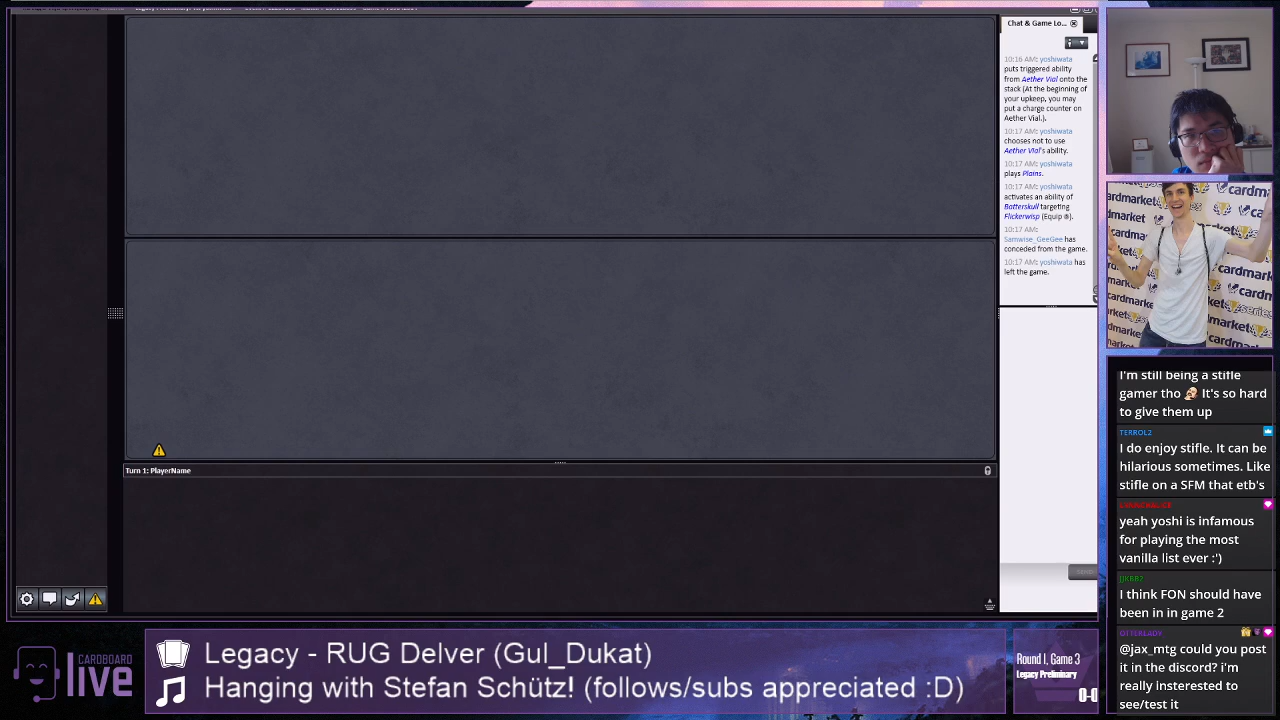 Chat & Game Lo...
10:16 AM: yoshiwata
puts triggered ability
from Aether Vial onto the
stack (At the beginning of
your upkeep, you may
put a charge counter on
Aether Vial.).
10:17 AM: yoshiwata
chooses not to use
Aether Vial's ability.
10:17 AM: yoshiwata
plays Plains.
10:17 AM: yoshiwata
activates an ability of
Batterskull targeting
Flickerwisp (Equip ⑤).
10:17 AM:
Samwise_GeeGee has
conceded from the game.
10:17 AM: yoshiwata has
left the game.
Turn 1: PlayerName
cardmarket
cardmarket
series
I'm still being a stifle
gamer tho It's so hard
to give them up
TERROL2
I do enjoy stifle. It can be
hilarious sometimes. Like
stifle on a SFM that etb's
yeah yoshi is infamous
for playing the most
vanilla list ever :')
I think FON should have
been in in game 2
OTTERLADY
@jax_mtg could you post
it in the discord? i'm
really insterested to
see/test it
CARDBOARD
live
Legacy - RUG Delver (Gul_Dukat)
Hanging with Stefan Schütz! (follows/subs appreciated :D)
Round 1, Game 3
Legacy Preliminary